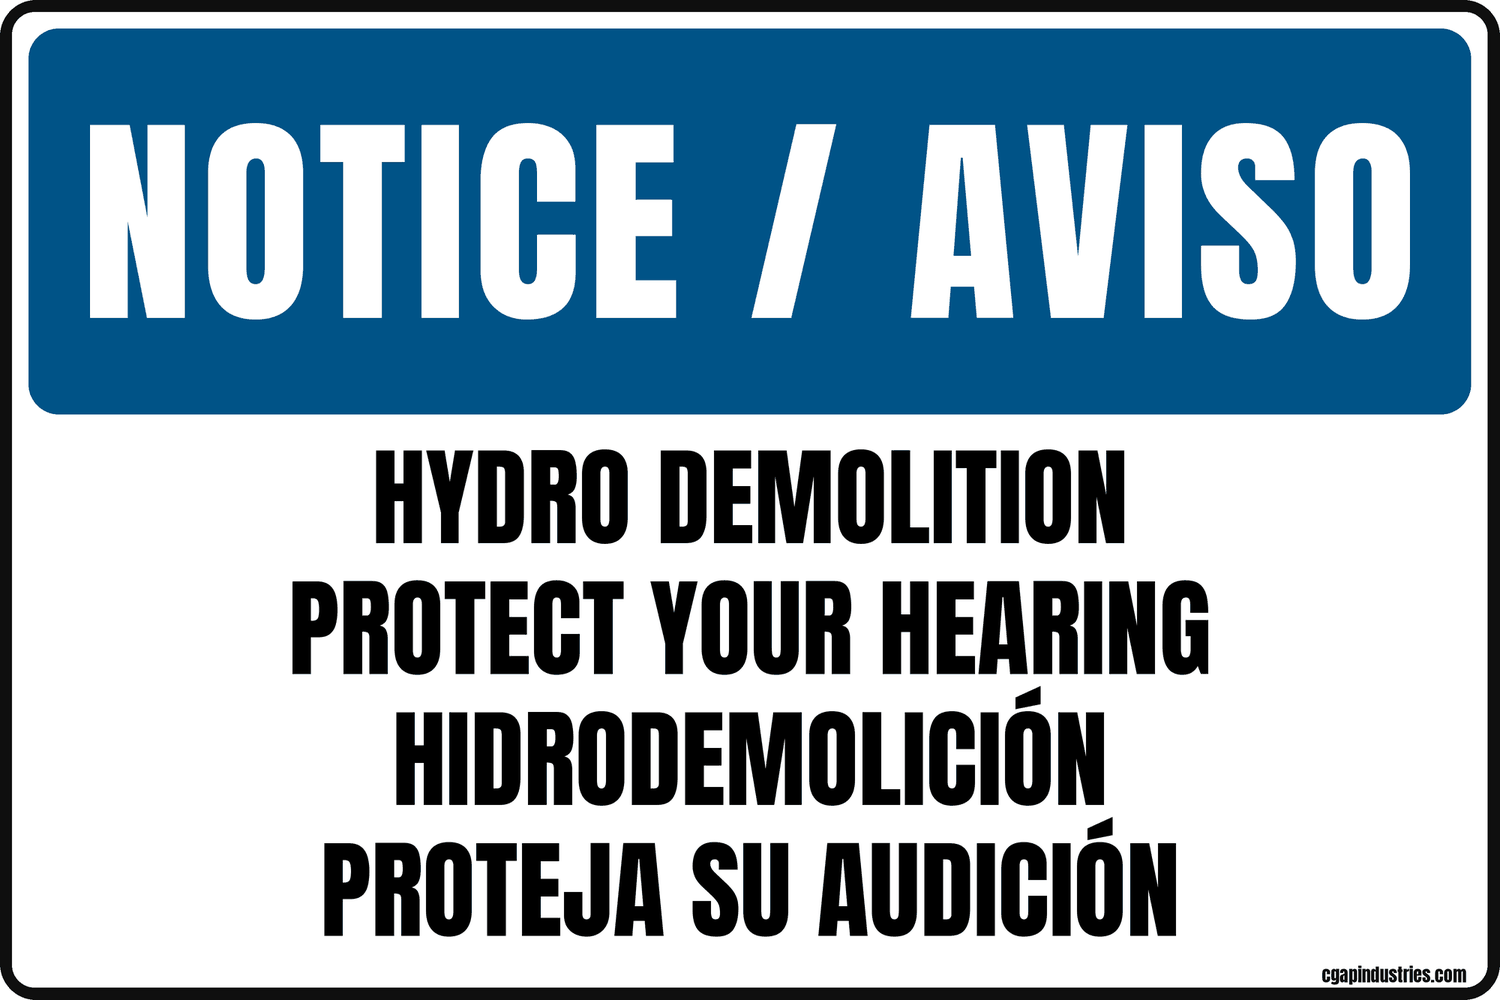 NOTICE / AVISO
HYDRO DEMOLITION
PROTECT YOUR HEARING
HIDRODEMOLICIÓN
PROTEJA SU AUDICIÓN
cgapindustries.com